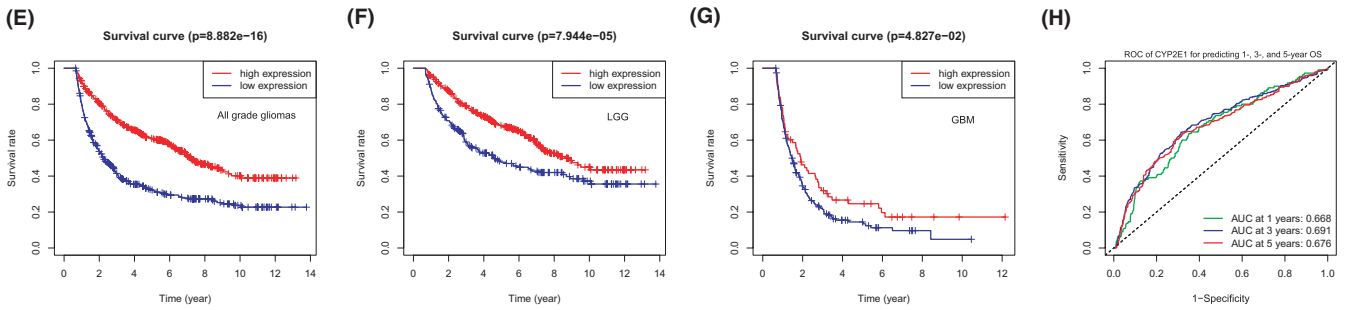 (E)
Survival curve (p=8.882e−16)
high expression
low expression
All grade gliomas
Survival rate
0.0 0.2 0.4 0.6 0.8 1.0
0 2 4 6 8 10 12 14
Time (year)
(F)
Survival curve (p=7.944e−05)
high expression
low expression
LGG
Survival rate
0.0 0.2 0.4 0.6 0.8 1.0
0 2 4 6 8 10 12 14
Time (year)
(G)
Survival curve (p=4.827e−02)
high expression
low expression
GBM
Survival rate
0.0 0.2 0.4 0.6 0.8 1.0
0 2 4 6 8 10 12
Time (year)
(H)
ROC of CYP2E1 for predicting 1-, 3-, and 5-year OS
Sensitivity
0.0 0.2 0.4 0.6 0.8 1.0
AUC at 1 years: 0.668
AUC at 3 years: 0.691
AUC at 5 years: 0.676
0.0 0.2 0.4 0.6 0.8 1.0
1−Specificity